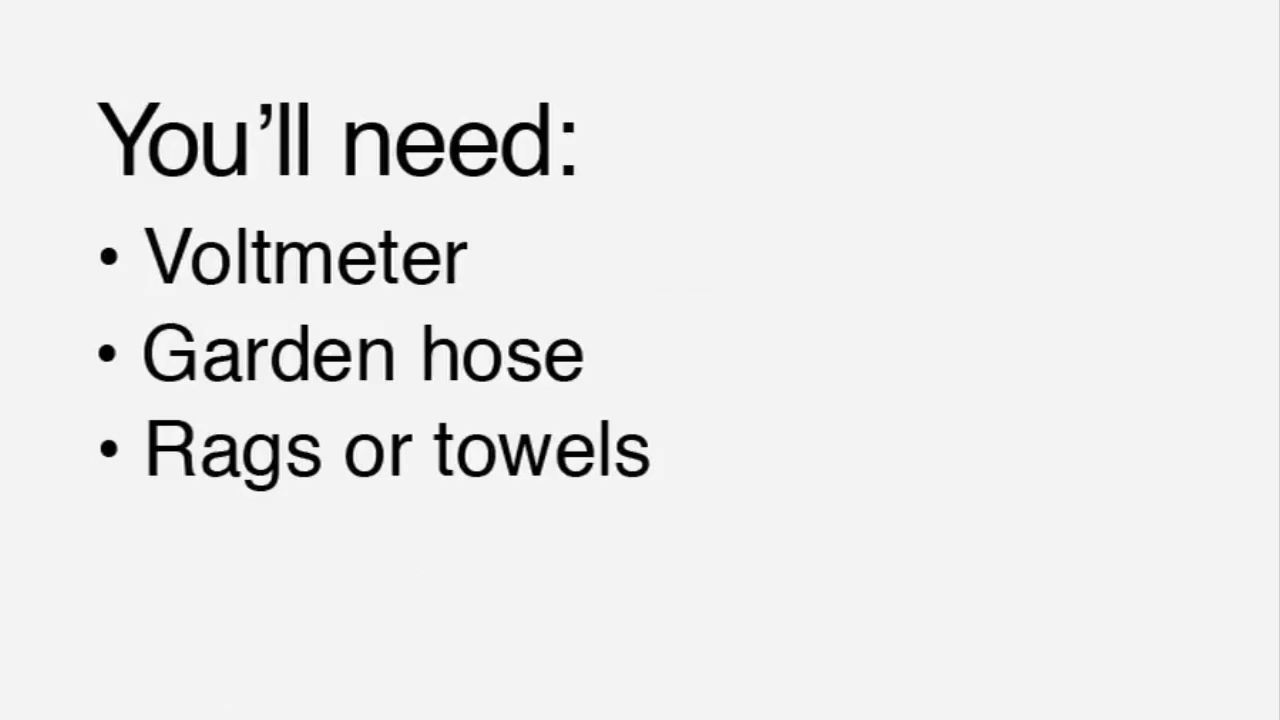 You’ll need:
• Voltmeter
• Garden hose
• Rags or towels